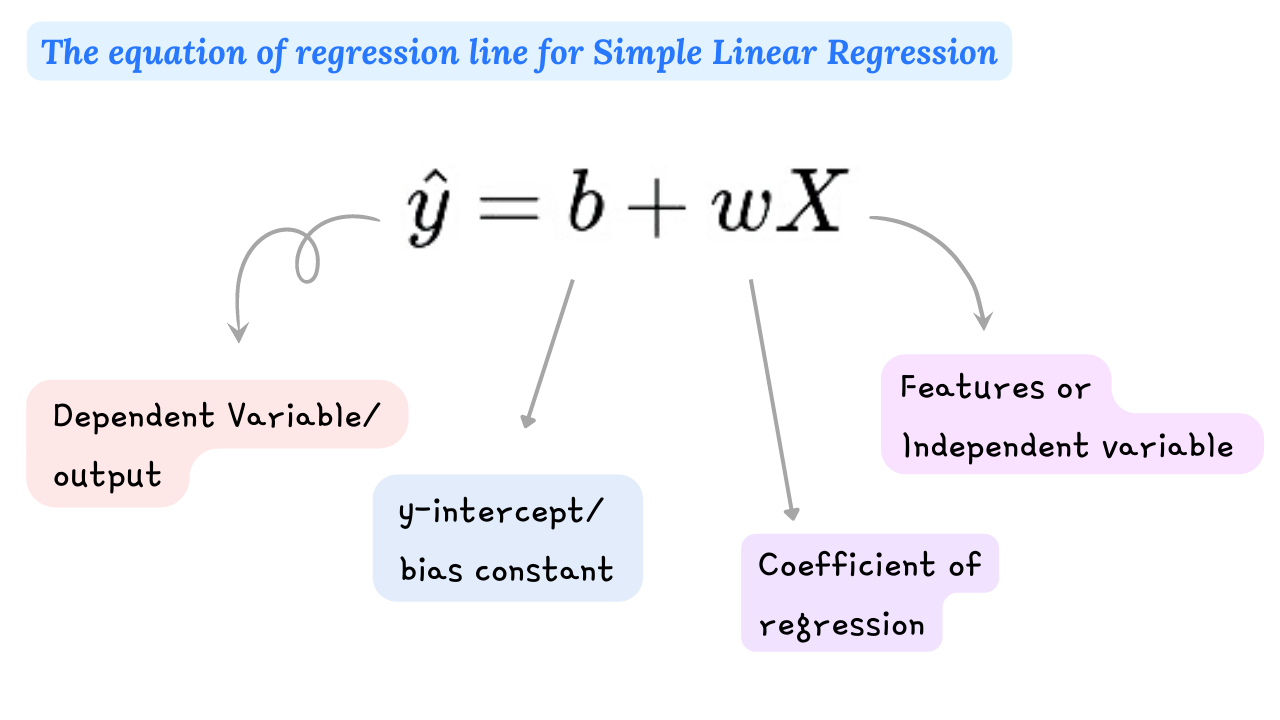 The equation of regression line for Simple Linear Regression
ŷ = b + wX
Dependent Variable/
output
y-intercept/
bias constant
Features or
Independent variable
Coefficient of
regression